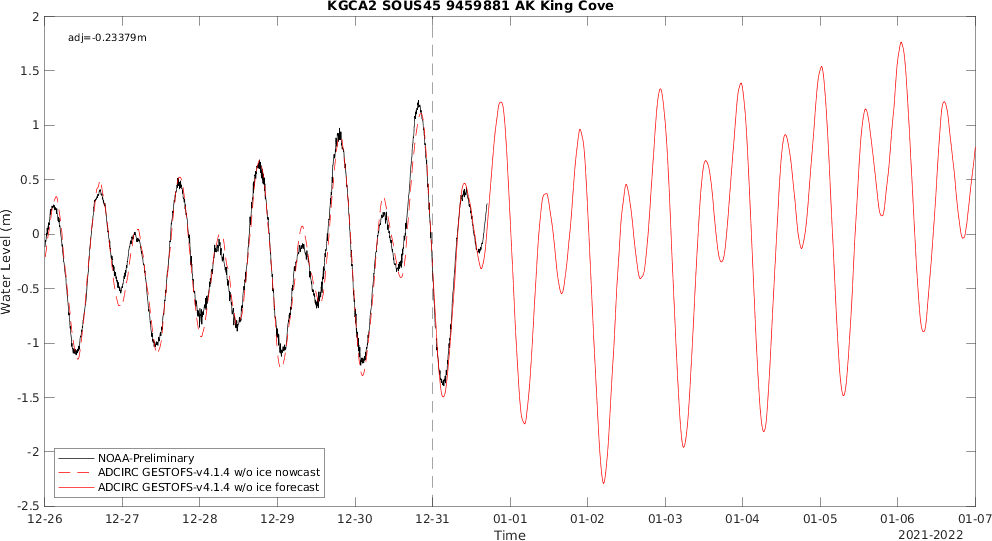 KGCA2 SOUS45 9459881 AK King Cove
adj=-0.23379m
2
1.5
1
0.5
0
-0.5
-1
-1.5
-2
-2.5
Water Level (m)
NOAA-Preliminary
ADCIRC GESTOFS-v4.1.4 w/o ice nowcast
ADCIRC GESTOFS-v4.1.4 w/o ice forecast
12-26 12-27 12-28 12-29 12-30 12-31 01-01 01-02 01-03 01-04 01-05 01-06 01-07
Time
2021-2022